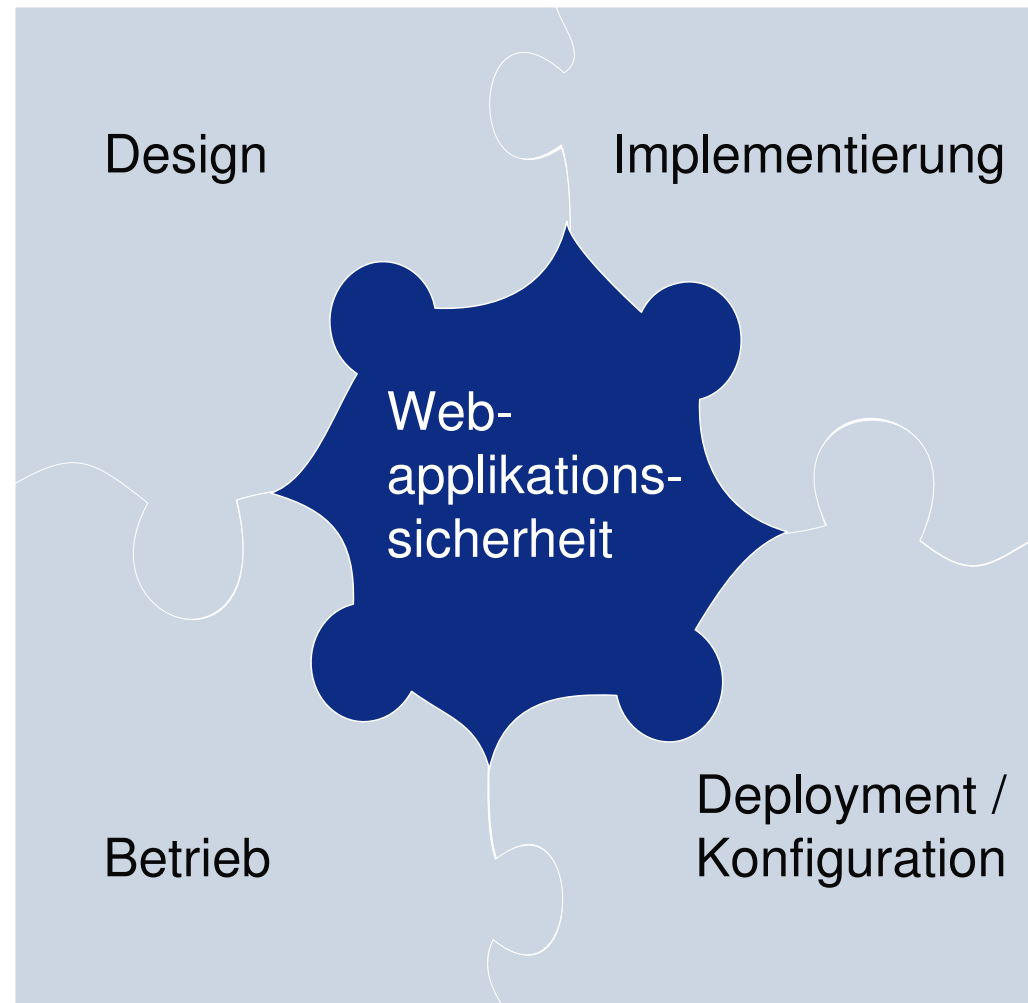 Design
Implementierung
Web-
applikations-
sicherheit
Betrieb
Deployment /
Konfiguration